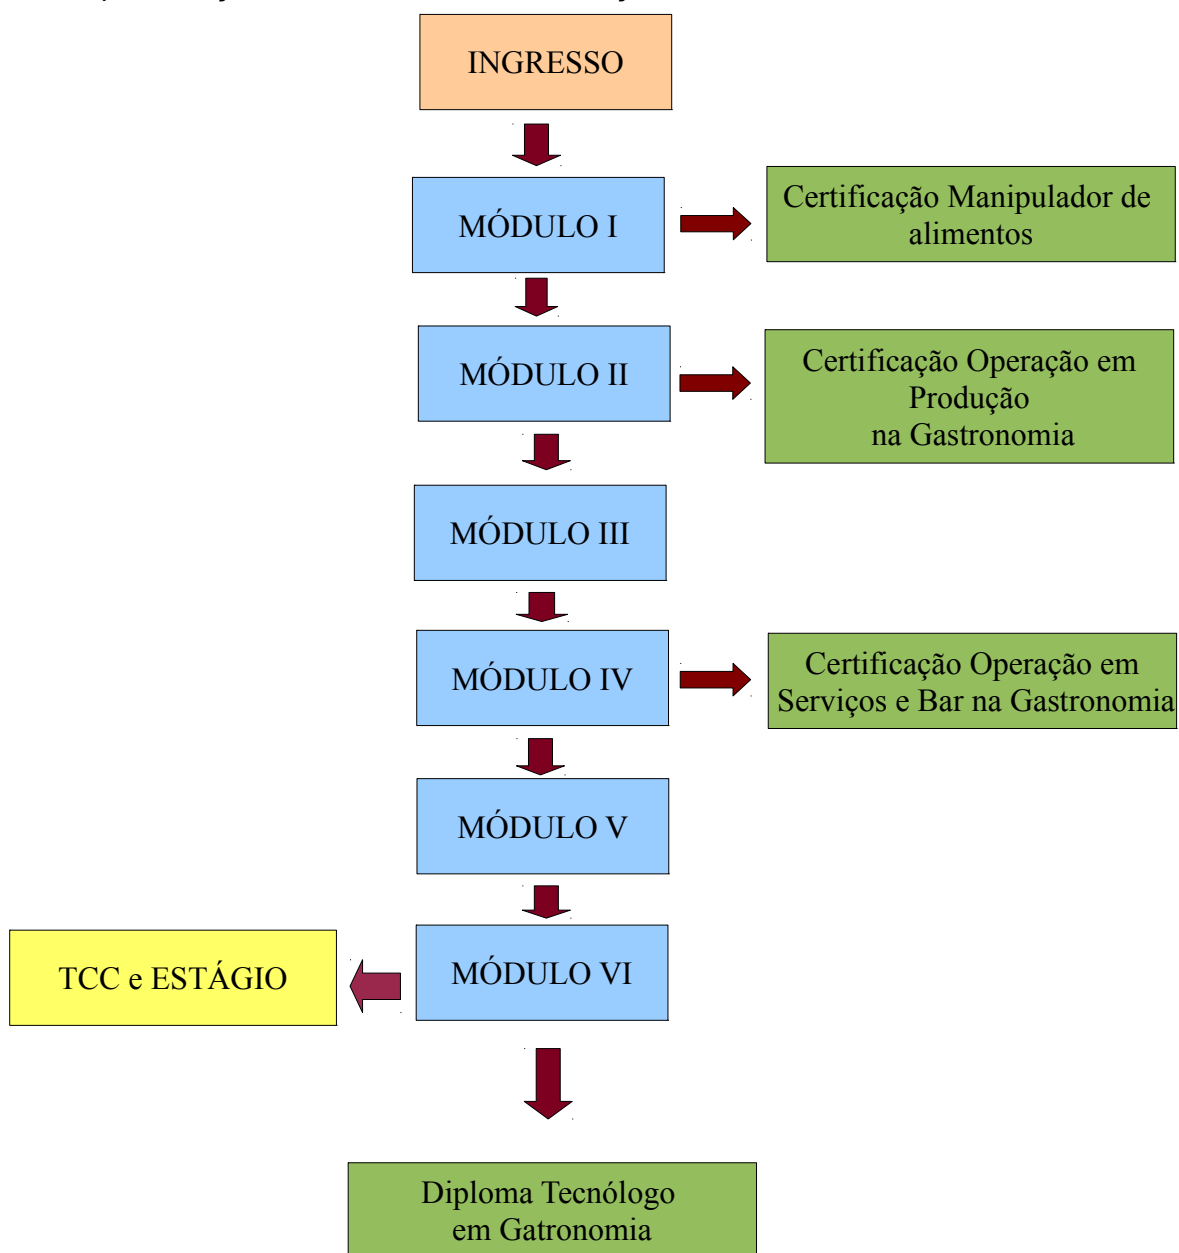 INGRESSO
MÓDULO I
Certificação Manipulador de
alimentos
MÓDULO II
Certificação Operação em
Produção
na Gastronomia
MÓDULO III
MÓDULO IV
Certificação Operação em
Serviços e Bar na Gastronomia
MÓDULO V
TCC e ESTÁGIO
MÓDULO VI
Diploma Tecnólogo
em Gatronomia